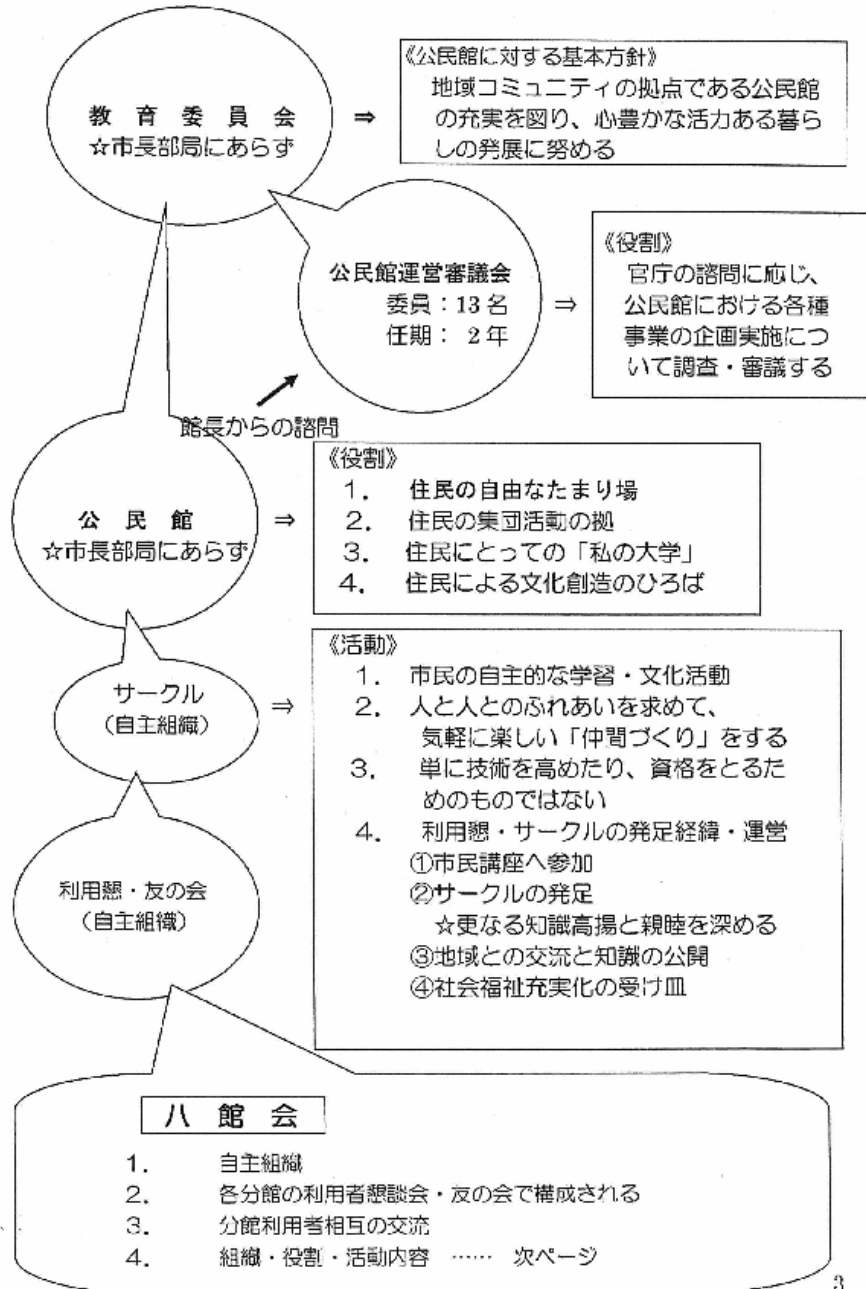 教育委員会
☆市長部局にあらず
⇒
《公民館に対する基本方針》
地域コミュニティの拠点である公民館
の充実を図り、心豊かな活力ある暮ら
しの発展に努める
公民館運営審議会
委員：13名
任期： 2年
⇒
《役割》
官庁の諮問に応じ、
公民館における各種
事業の企画実施につ
いて調査・審議する
館長からの諮問
公民館
☆市長部局にあらず
⇒
《役割》
1. 住民の自由なたまり場
2. 住民の集団活動の拠
3. 住民にとっての「私の大学」
4. 住民による文化創造のひろば
サークル
（自主組織）
⇒
《活動》
1. 市民の自主的な学習・文化活動
2. 人と人とのふれあいを求めて、
気軽に楽しい「仲間づくり」をする
3. 単に技術を高めたり、資格をとるた
めのものではない
4. 利用懇・サークルの発足経緯・運営
①市民講座へ参加
②サークルの発足
☆更なる知識高揚と親睦を深める
③地域との交流と知識の公開
④社会福祉充実化の受け皿
利用懇・友の会
（自主組織）
八館会
1. 自主組織
2. 各分館の利用者懇談会・友の会で構成される
3. 分館利用者相互の交流
4. 組織・役割・活動内容 …… 次ページ
3